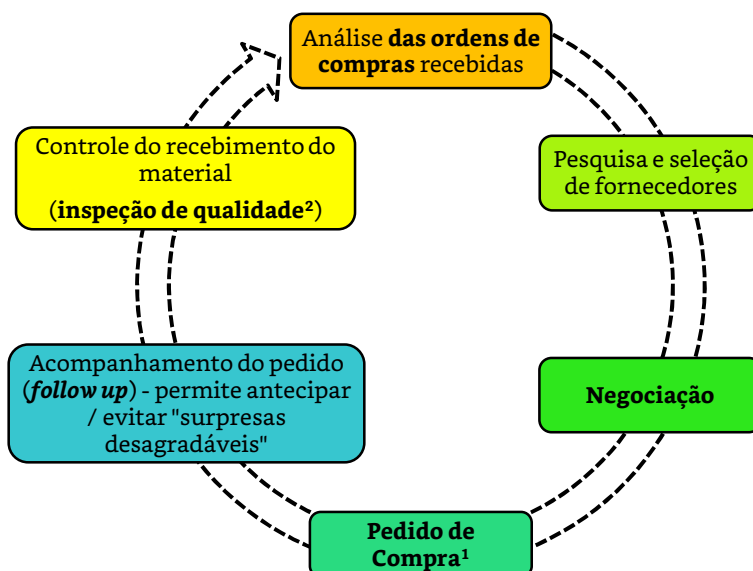 Análise das ordens de
compras recebidas
Pesquisa e seleção
de fornecedores
Negociação
Pedido de
Compra¹
Acompanhamento do pedido
(follow up) - permite antecipar
/ evitar "surpresas
desagradáveis"
Controle do recebimento do
material
(inspeção de qualidade²)